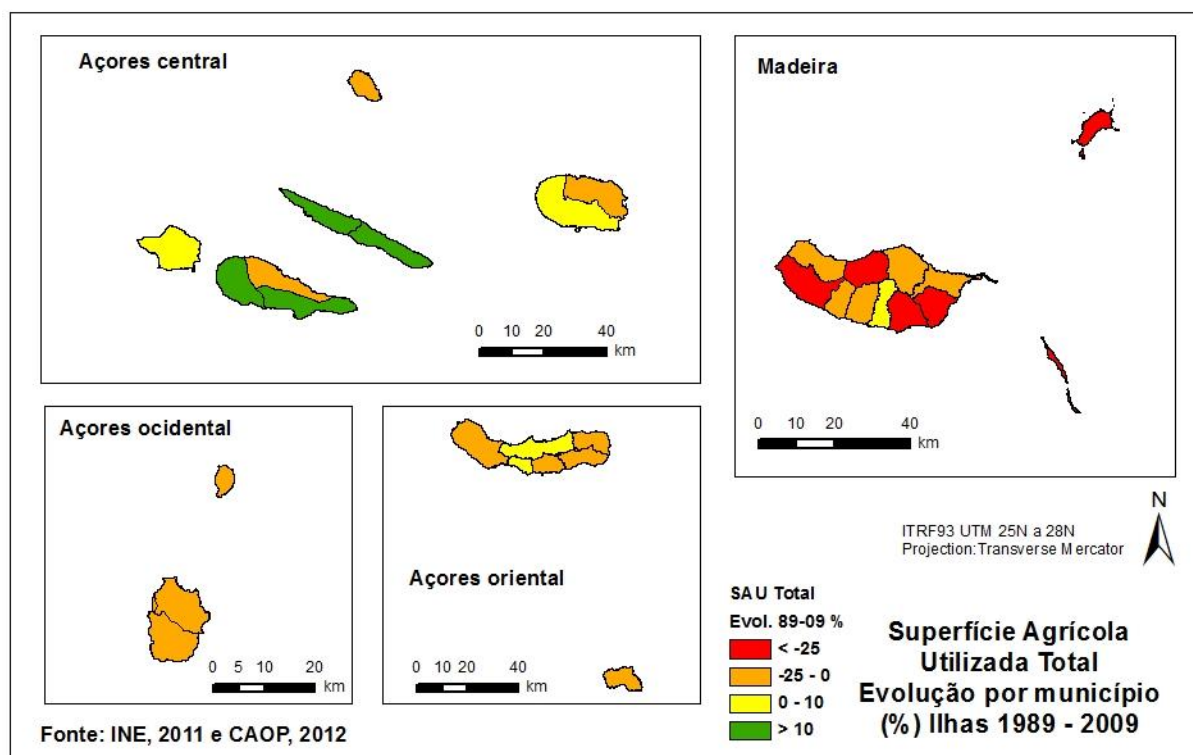 Açores central
0 10 20 40
km
Madeira
0 10 20 40
km
Açores ocidental
0 5 10 20
km
Açores oriental
0 10 20 40
km
N
ITRF93 UTM 25N a 28N
Projection:Transverse Mercator
SAU Total
Evol. 89-09 %
< -25
-25 - 0
0 - 10
> 10
Superfície Agrícola
Utilizada Total
Evolução por município
(%) Ilhas 1989 - 2009
Fonte: INE, 2011 e CAOP, 2012